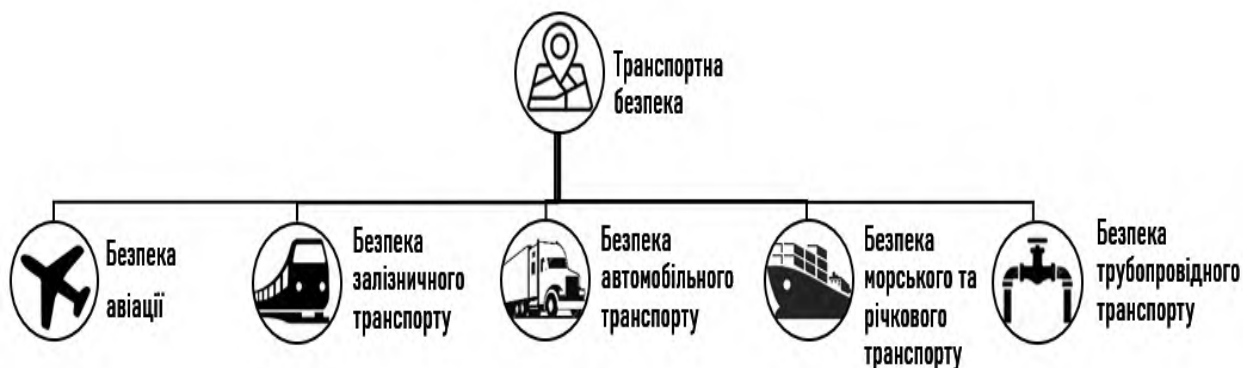 Транспортна
безпека
Безпека
авіації
Безпека
залізничного
транспорту
Безпека
автомобільного
транспорту
Безпека
морського та
річкового
транспорту
Безпека
трубопровідного
транспорту